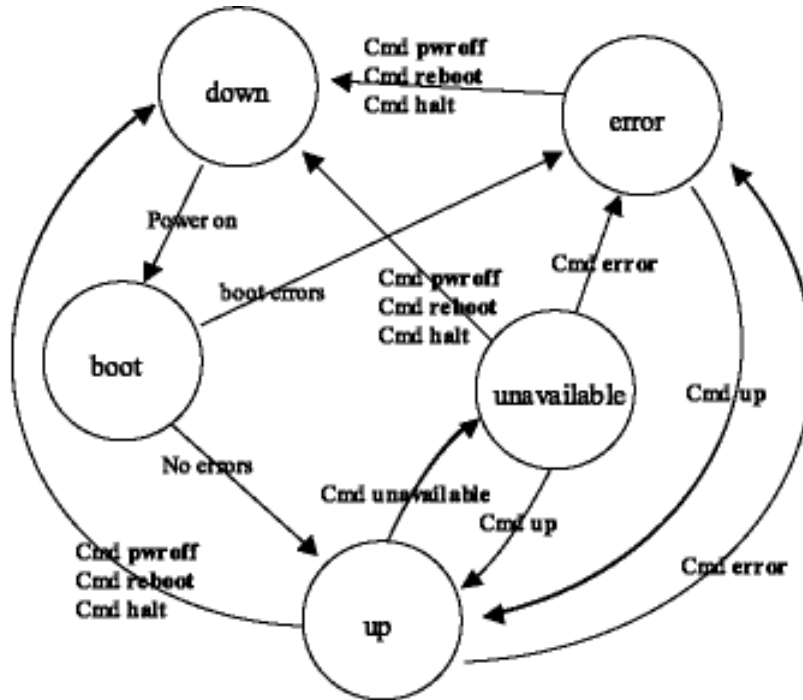 Cmd pwroff
Cmd reboot
Cmd halt
down
error
Power on
boot errors
Cmd pwroff
Cmd reboot
Cmd halt
Cmd error
boot
unavailable
Cmd up
No errors
Cmd unavailable
Cmd up
Cmd pwroff
Cmd reboot
Cmd halt
Cmd error
up